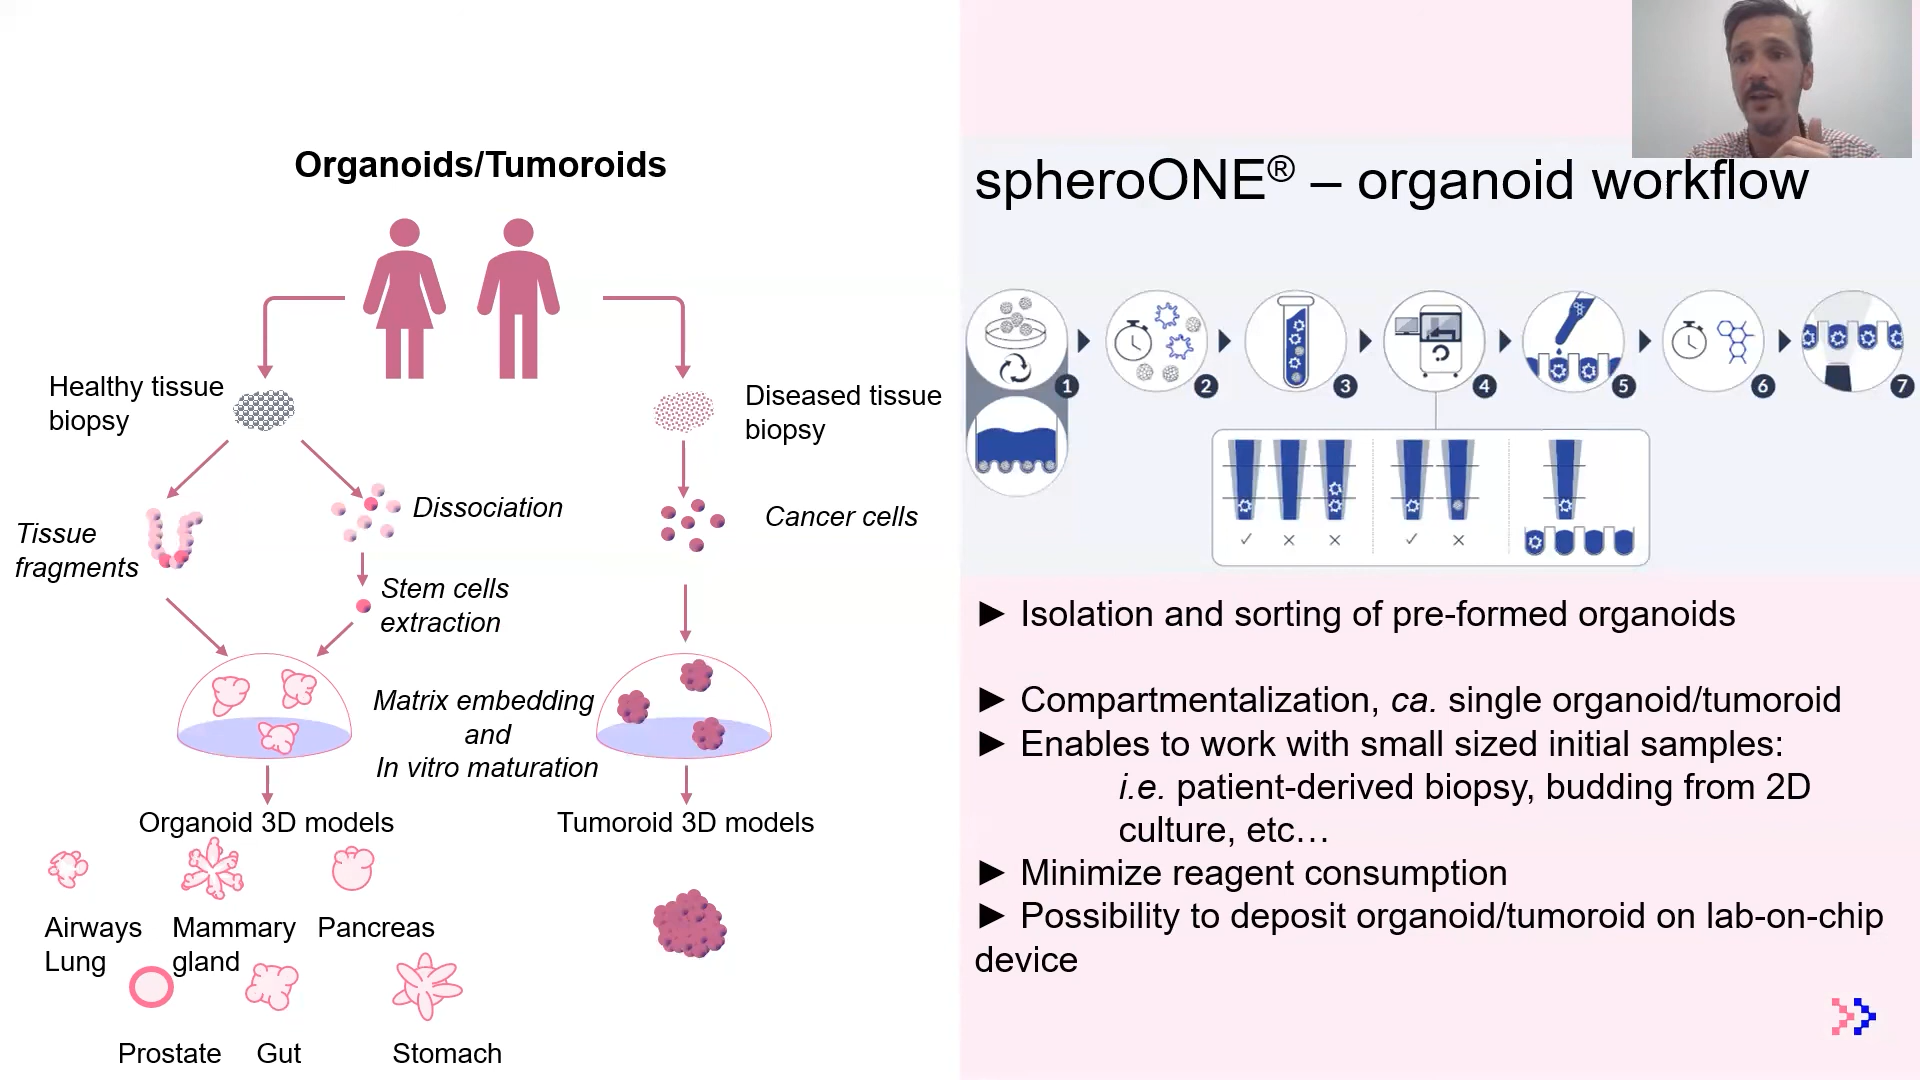 Organoids/Tumoroids
Healthy tissue
biopsy
Diseased tissue
biopsy
Dissociation
Cancer cells
Tissue
fragments
Stem cells
extraction
Matrix embedding
and
In vitro maturation
Organoid 3D models
Tumoroid 3D models
Airways
Lung
Mammary
gland
Pancreas
Prostate
Gut
Stomach
spheroONE® – organoid workflow
1
2
3
4
5
6
7
► Isolation and sorting of pre-formed organoids
► Compartmentalization, ca. single organoid/tumoroid
► Enables to work with small sized initial samples:
i.e. patient-derived biopsy, budding from 2D
culture, etc…
► Minimize reagent consumption
► Possibility to deposit organoid/tumoroid on lab-on-chip
device